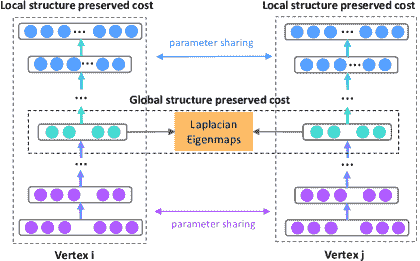 Local structure preserved cost
Local structure preserved cost
parameter sharing
Global structure preserved cost
Laplacian
Eigenmaps
parameter sharing
Vertex i
Vertex j